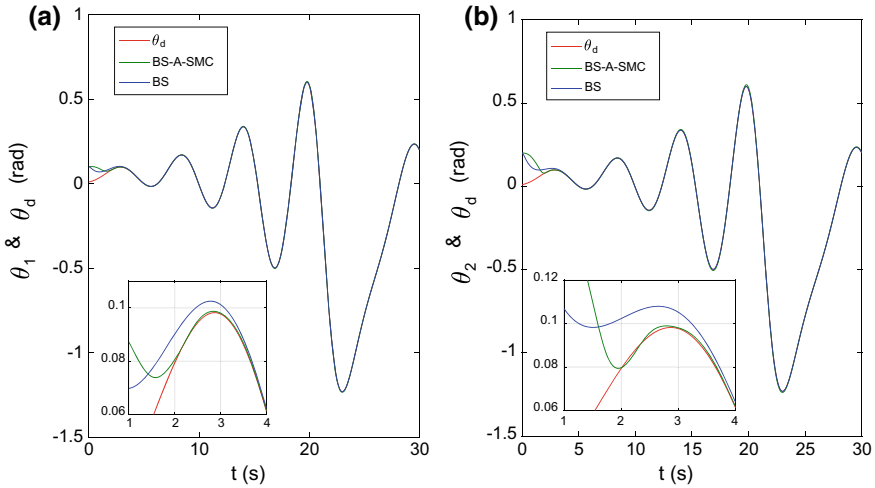 (a)
θ1 & θd (rad)
1
0.5
0
-0.5
-1
-1.5
θd
BS-A-SMC
BS
0.1
0.08
0.06
1 2 3 4
0 10 20 30
t (s)
(b)
θ2 & θd (rad)
1
0.5
0
-0.5
-1
-1.5
θd
BS-A-SMC
BS
0.12
0.1
0.08
0.06
1 2 3 4
0 5 10 15 20 25 30
t (s)